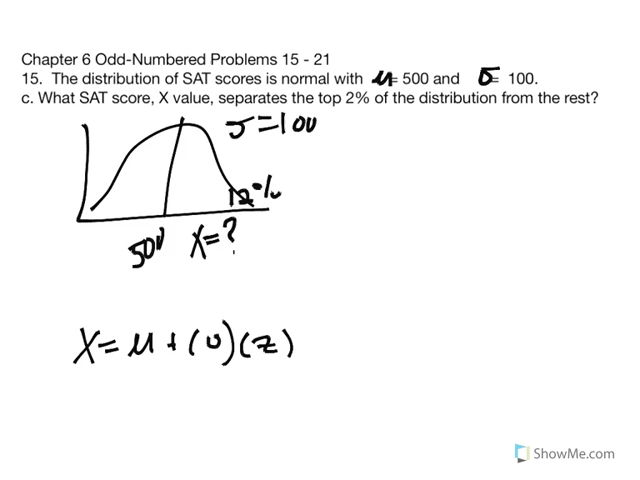 Chapter 6 Odd-Numbered Problems 15 - 21
15. The distribution of SAT scores is normal with μ = 500 and σ = 100.
c. What SAT score, X value, separates the top 2% of the distribution from the rest?
σ=100
2%
500 X=?
X= μ + (σ)(z)
ShowMe.com